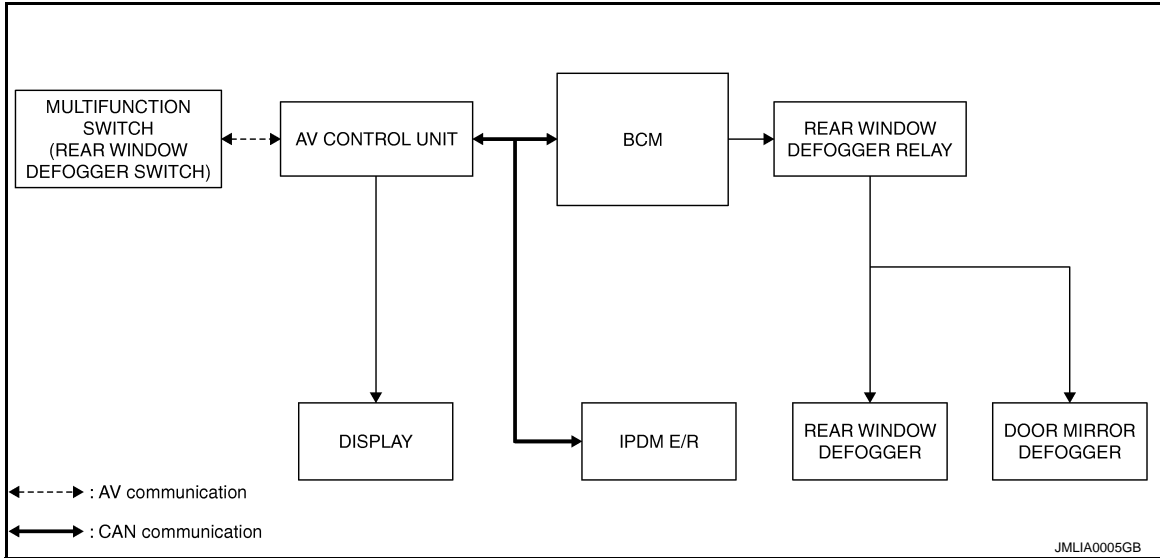 MULTIFUNCTION
SWITCH
(REAR WINDOW
DEFOGGER SWITCH)
AV CONTROL UNIT
BCM
REAR WINDOW
DEFOGGER RELAY
DISPLAY
IPDM E/R
REAR WINDOW
DEFOGGER
DOOR MIRROR
DEFOGGER
: AV communication
: CAN communication
JMLIA0005GB